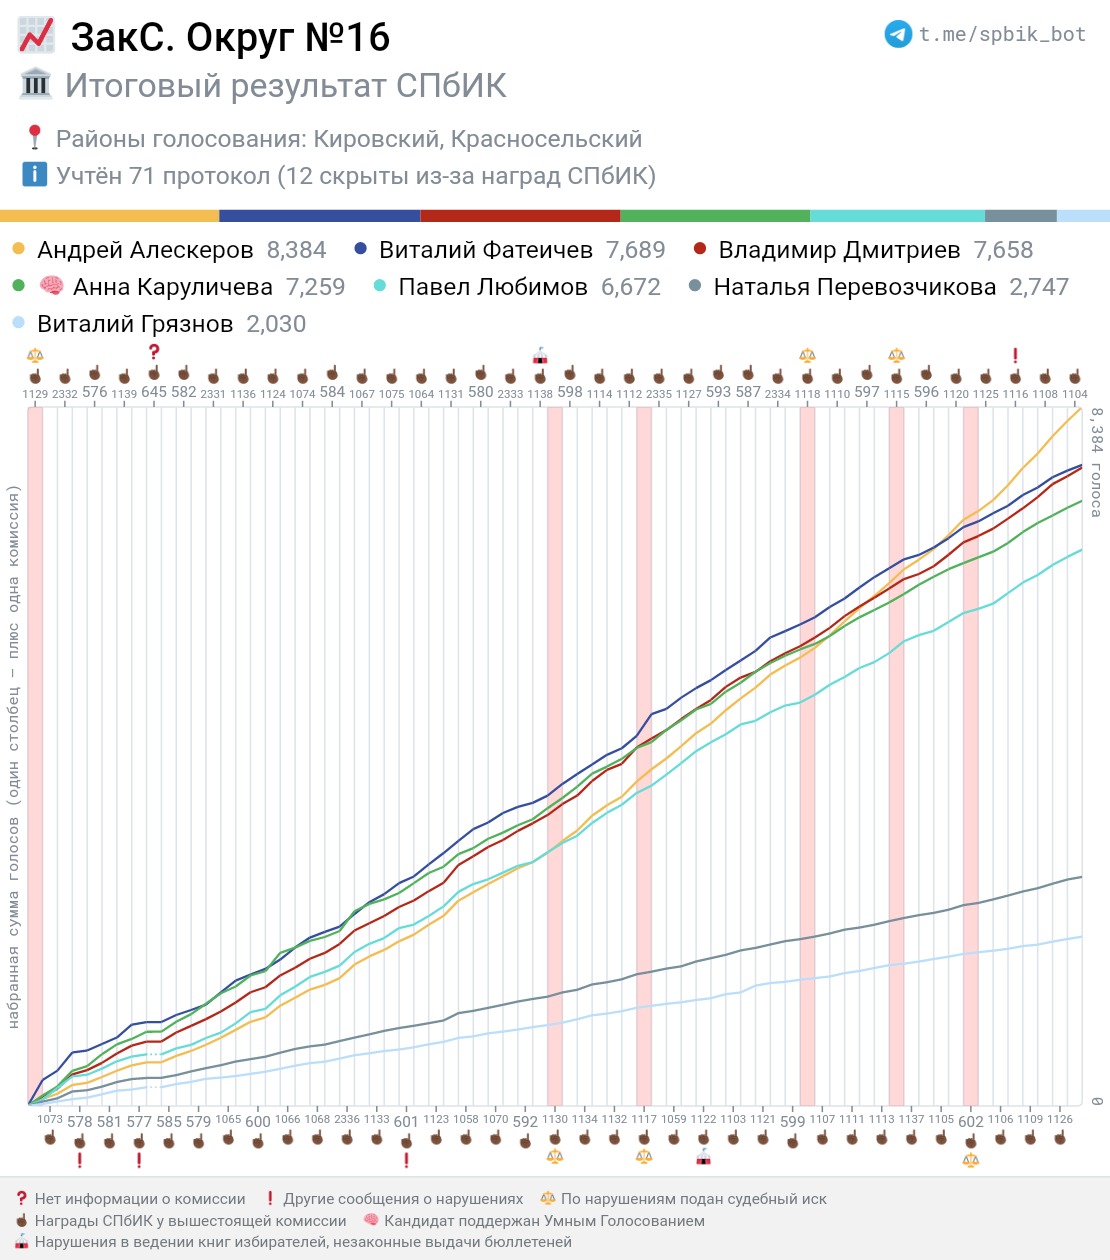 ЗакС. Округ №16
t.me/spbik_bot
Итоговый результат СПбИК
Районы голосования: Кировский, Красносельский
Учтён 71 протокол (12 скрыты из-за наград СПбИК)
Андрей Алескеров 8,384 Виталий Фатеичев 7,689 Владимир Дмитриев 7,658
Анна Каруличева 7,259 Павел Любимов 6,672 Наталья Перевозчикова 2,747
Виталий Грязнов 2,030
1129 2332 576 1139 645 582 2331 1136 1124 1074 584 1067 1075 1064 1131 580 2333 1138 598 1114 1112 2335 1127 593 587 2334 1118 1110 597 1115 596 1120 1125 1116 1108 1104
8,384 голоса
набранная сумма голосов (один столбец — плюс одна комиссия)
0
1073 578 581 577 585 579 1065 600 1066 1068 2336 1133 601 1123 1058 1070 592 1130 1134 1132 1117 1059 1122 1103 1121 599 1107 1111 1113 1137 1105 602 1106 1109 1126
Нет информации о комиссии Другие сообщения о нарушениях По нарушениям подан судебный иск
Награды СПбИК у вышестоящей комиссии Кандидат поддержан Умным Голосованием
Нарушения в ведении книг избирателей, незаконные выдачи бюллетеней